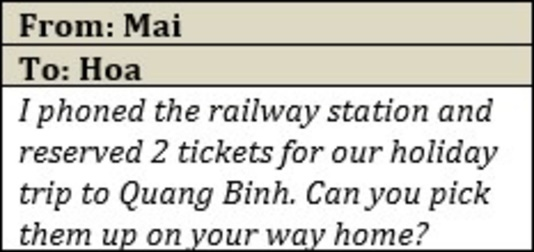 From: Mai
To: Hoa
I phoned the railway station and
reserved 2 tickets for our holiday
trip to Quang Binh. Can you pick
them up on your way home?